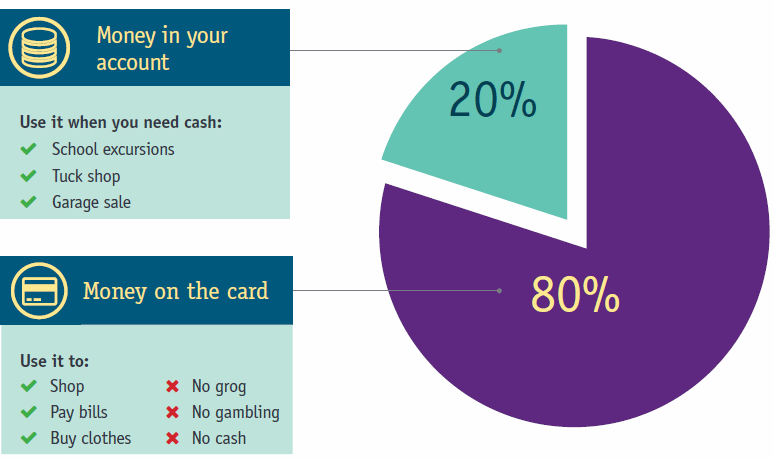 Money in your
account
20%
Use it when you need cash:
School excursions
Tuck shop
Garage sale
Money on the card
80%
Use it to:
Shop
Pay bills
Buy clothes
No grog
No gambling
No cash